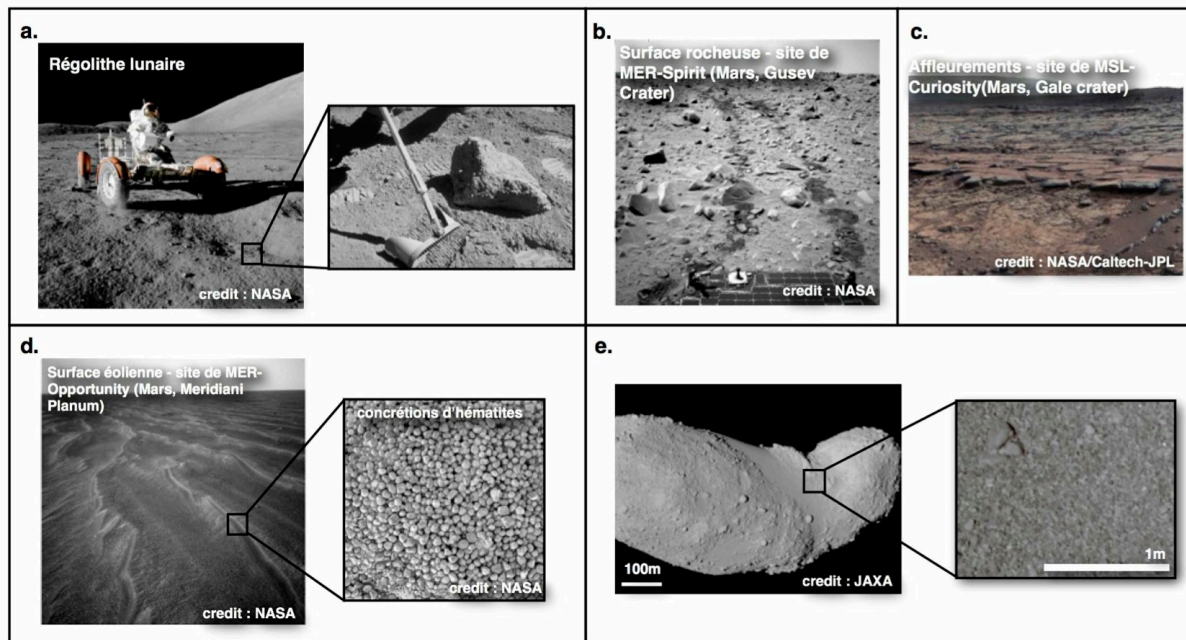 a.
Régolithe lunaire
credit : NASA
b.
Surface rocheuse - site de
MER-Spirit (Mars, Gusev
Crater)
credit : NASA
c.
Affleurements - site de MSL-
Curiosity(Mars, Gale crater)
credit : NASA/Caltech-JPL
d.
Surface éolienne - site de MER-
Opportunity (Mars, Meridiani
Planum)
credit : NASA
concrétions d'hématites
credit : NASA
e.
100m
credit : JAXA
1m